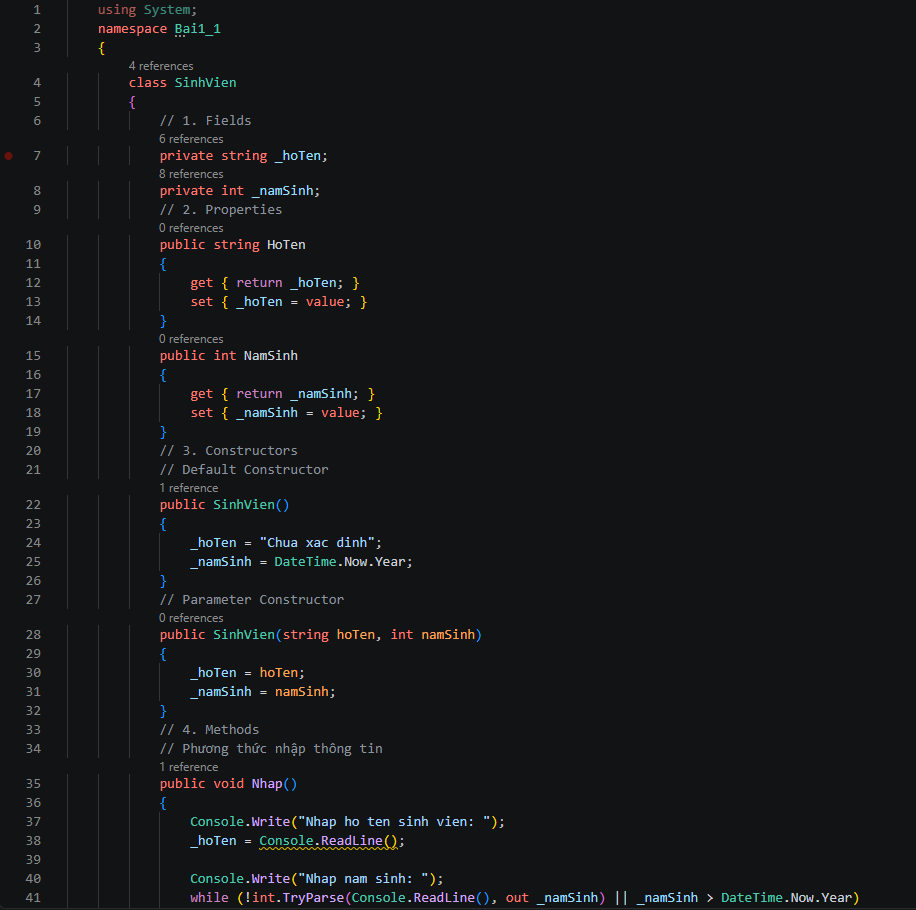 1 using System;
2 namespace Bai1_1
3 {
4 references
4 class SinhVien
5 {
6 // 1. Fields
6 references
7 private string _hoTen;
8 references
8 private int _namSinh;
9 // 2. Properties
0 references
10 public string HoTen
11 {
12 get { return _hoTen; }
13 set { _hoTen = value; }
14 }
0 references
15 public int NamSinh
16 {
17 get { return _namSinh; }
18 set { _namSinh = value; }
19 }
20 // 3. Constructors
21 // Default Constructor
1 reference
22 public SinhVien()
23 {
24 _hoTen = "Chua xac dinh";
25 _namSinh = DateTime.Now.Year;
26 }
27 // Parameter Constructor
0 references
28 public SinhVien(string hoTen, int namSinh)
29 {
30 _hoTen = hoTen;
31 _namSinh = namSinh;
32 }
33 // 4. Methods
34 // Phương thức nhập thông tin
1 reference
35 public void Nhap()
36 {
37 Console.Write("Nhap ho ten sinh vien: ");
38 _hoTen = Console.ReadLine();
39
40 Console.Write("Nhap nam sinh: ");
41 while (!int.TryParse(Console.ReadLine(), out _namSinh) || _namSinh > DateTime.Now.Year)